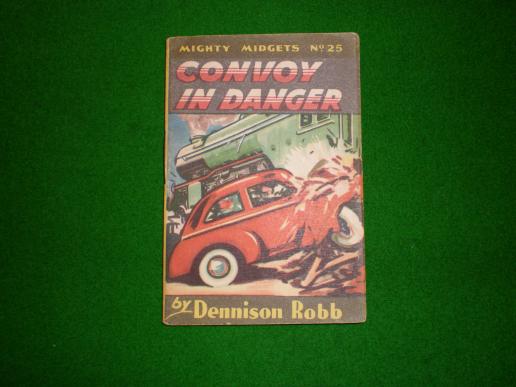 MIGHTY MIDGETS Nº 25
CONVOY
IN DANGER
by Dennison Robb